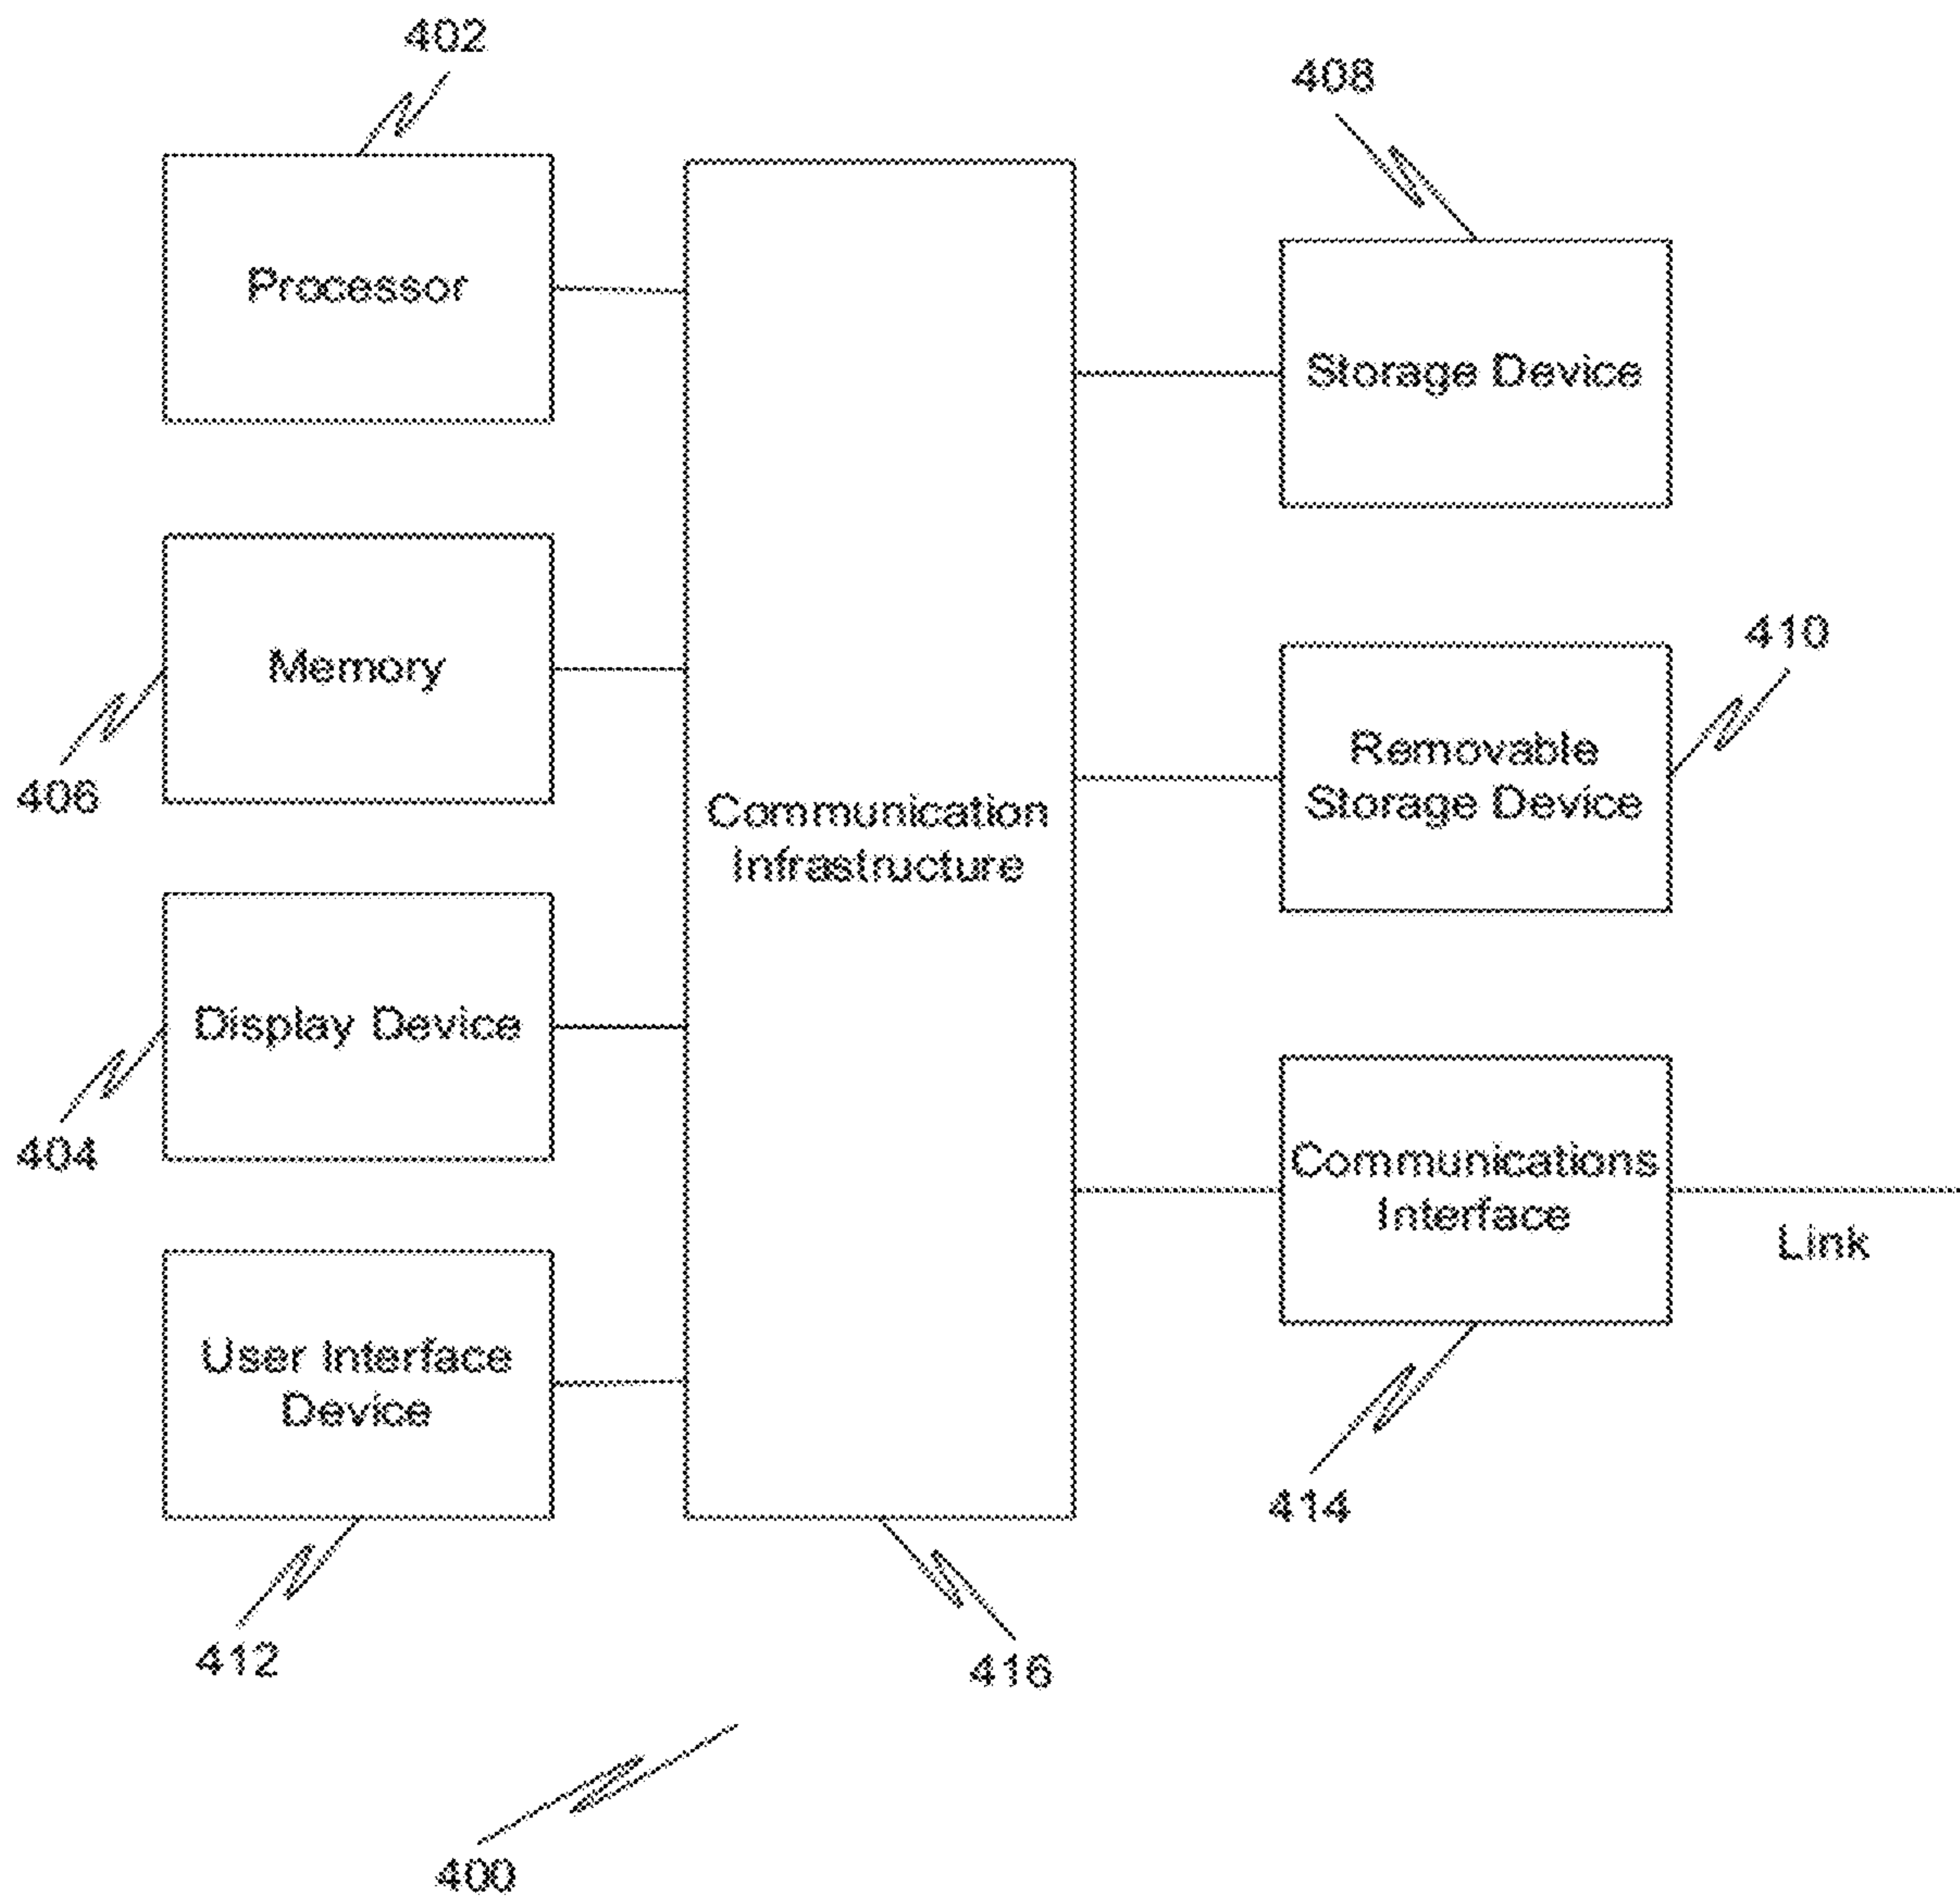 402
408
Processor
Storage Device
410
Memory
Removable
Storage Device
406
Communication
Infrastructure
Display Device
404
Communications
Interface
Link
User Interface
Device
414
412
416
400